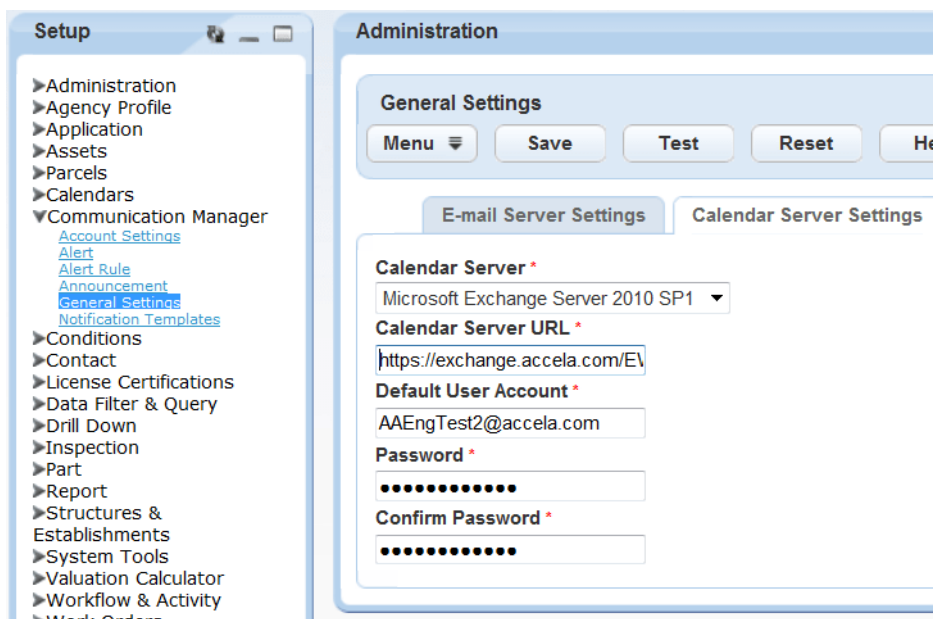 Setup
Administration
Agency Profile
Application
Assets
Parcels
Calendars
Communication Manager
Account Settings
Alert
Alert Rule
Announcement
General Settings
Notification Templates
Conditions
Contact
License Certifications
Data Filter & Query
Drill Down
Inspection
Part
Report
Structures &
Establishments
System Tools
Valuation Calculator
Workflow & Activity
Administration
General Settings
Menu Save Test Reset
E-mail Server Settings Calendar Server Settings
Calendar Server *
Microsoft Exchange Server 2010 SP1
Calendar Server URL *
https://exchange.accela.com/E
Default User Account *
AAEngTest2@accela.com
Password *
••••••••••••
Confirm Password *
••••••••••••